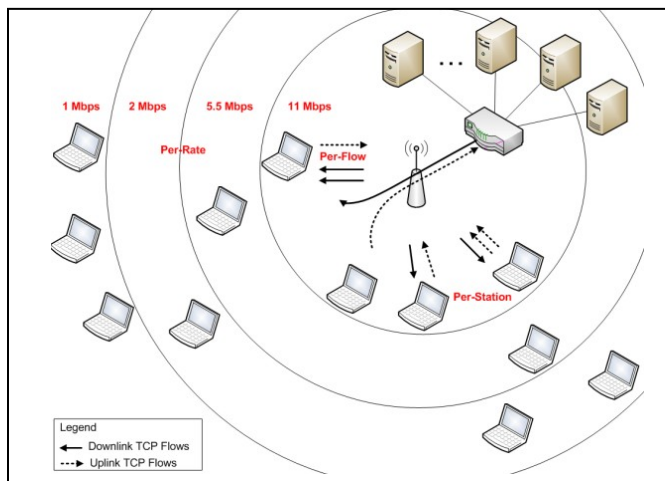 1 Mbps 2 Mbps 5.5 Mbps 11 Mbps
Per-Rate
Per-Flow
Per-Station
Legend
Downlink TCP Flows
Uplink TCP Flows